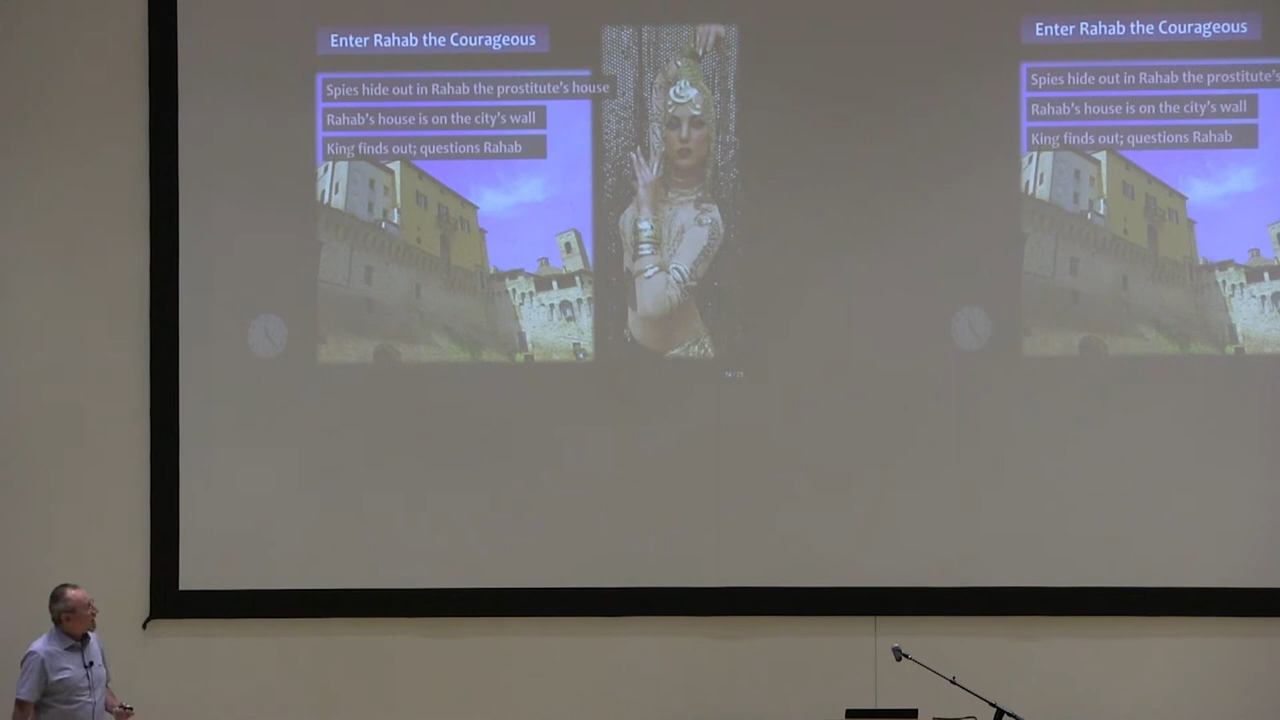 Enter Rahab the Courageous
Spies hide out in Rahab the prostitute's house
Rahab's house is on the city's wall
King finds out; questions Rahab
Enter Rahab the Courageous
Spies hide out in Rahab the prostitute's
Rahab's house is on the city's wall
King finds out; questions Rahab